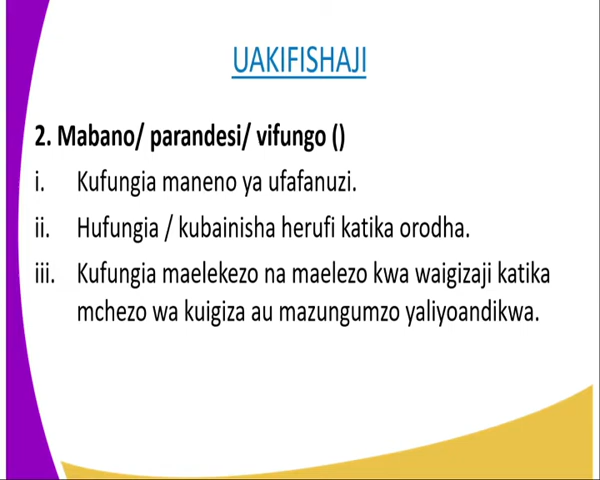 UAKIFISHAJI
2. Mabano/ parandesi/ vifungo ()
i. Kufungia maneno ya ufafanuzi.
ii. Hufungia / kubainisha herufi katika orodha.
iii. Kufungia maelekezo na maelezo kwa waigizaji katika
mchezo wa kuigiza au mazungumzo yaliyoandikwa.